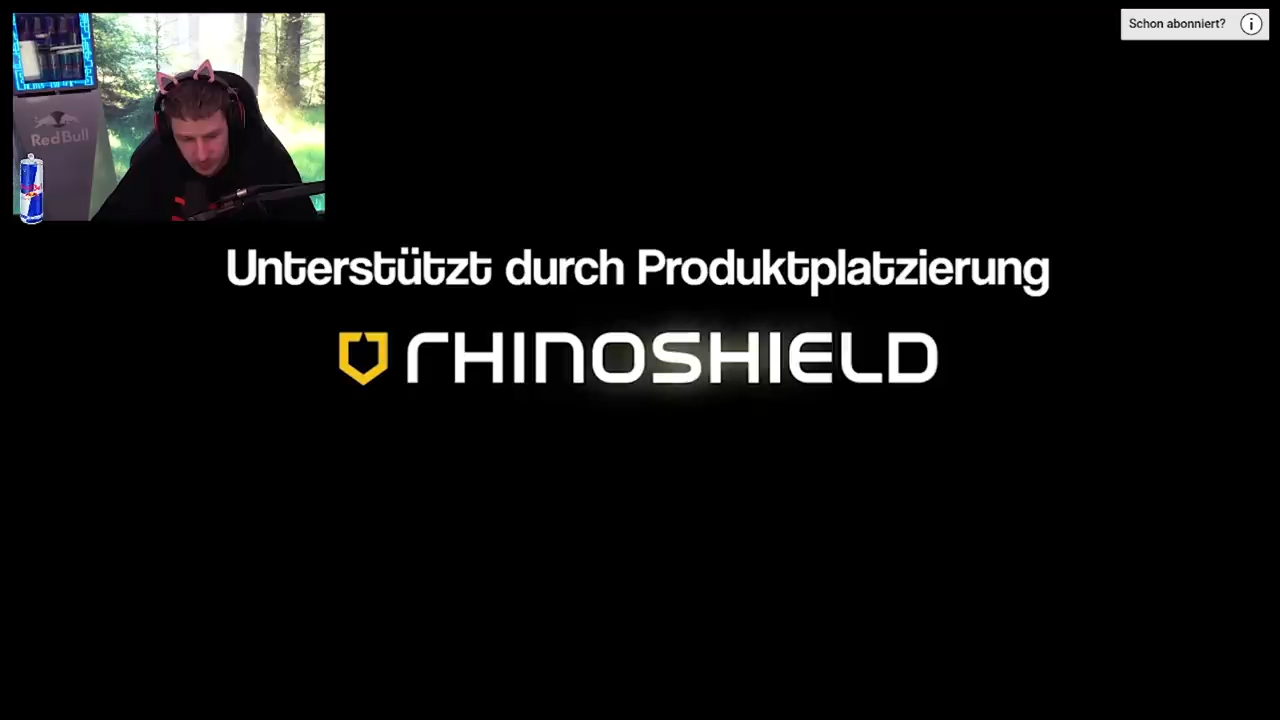 Schon abonniert?
Red Bull
Unterstützt durch Produktplatzierung
RHINOSHIELD